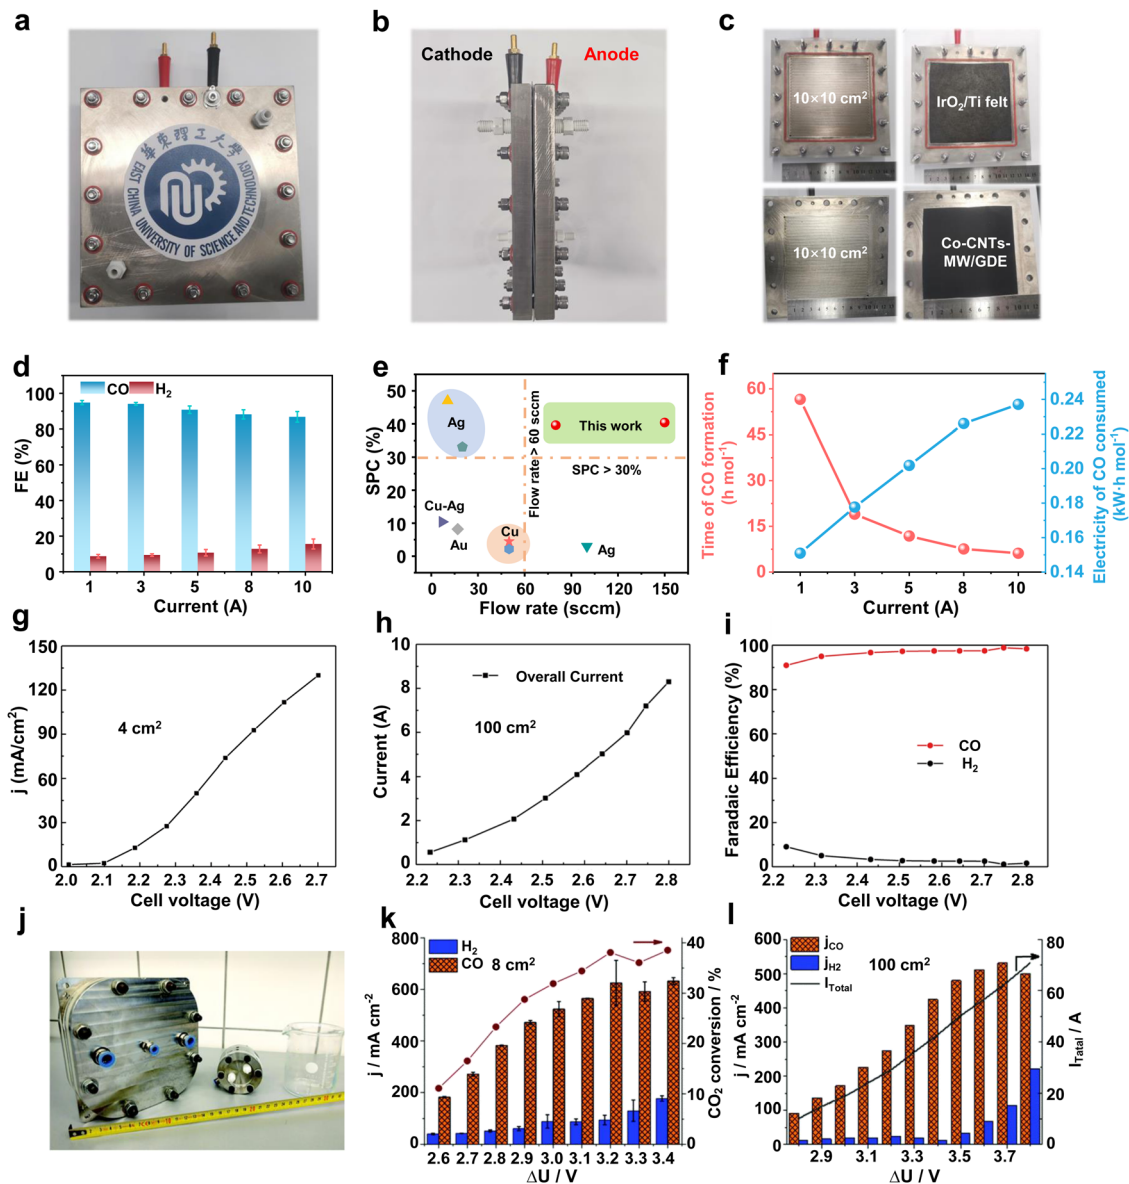 a
b
c
Cathode
Anode
10×10 cm²
IrO₂/Ti felt
10×10 cm²
Co-CNTs-
MW/GDE
華東理工大學
EAST CHINA UNIVERSITY OF SCIENCE AND TECHNOLOGY
d
CO H₂
FE (%)
100
80
60
40
20
0
1 3 5 8 10
Current (A)
e
SPC (%)
50
40
30
20
10
0
Ag
This work
Flow rate > 60 sccm
SPC > 30%
Cu-Ag
Au
Cu
Ag
0 30 60 90 120 150
Flow rate (sccm)
f
Time of CO formation
(h mol⁻¹)
60
45
30
15
0
0.24
0.22
0.20
0.18
0.16
0.14
Electricity of CO consumed
(kW·h mol⁻¹)
1 3 5 8 10
Current (A)
g
j (mA/cm²)
150
120
90
60
30
0
4 cm²
2.0 2.1 2.2 2.3 2.4 2.5 2.6 2.7
Cell voltage (V)
h
Current (A)
10
8
6
4
2
0
Overall Current
100 cm²
2.2 2.3 2.4 2.5 2.6 2.7 2.8
Cell voltage (V)
i
Faradaic Efficiency (%)
100
80
60
40
20
0
CO
H₂
2.2 2.3 2.4 2.5 2.6 2.7 2.8
Cell voltage (V)
j
k
j / mA cm⁻²
800
600
400
200
0
H₂
CO 8 cm²
40
30
20
10
0
CO₂ conversion / %
2.6 2.7 2.8 2.9 3.0 3.1 3.2 3.3 3.4
ΔU / V
l
j / mA cm⁻²
600
500
400
300
200
100
0
j_CO
j_H2
I_Total
100 cm²
80
60
40
20
0
I_Tatal / A
2.9 3.1 3.3 3.5 3.7
ΔU / V